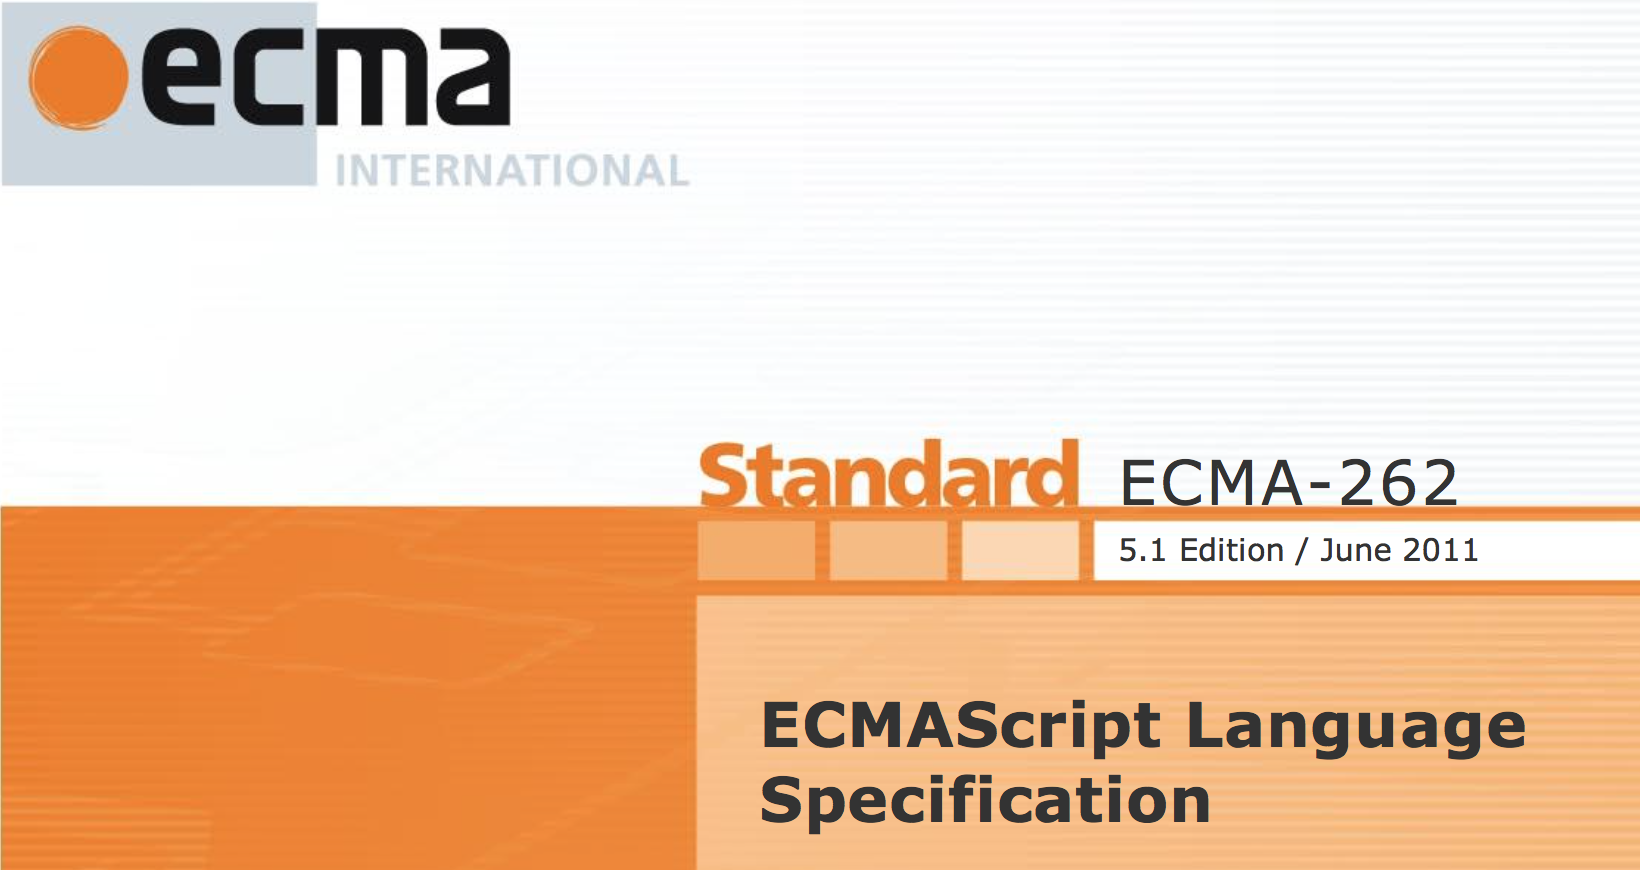 ecma
INTERNATIONAL
Standard ECMA-262
5.1 Edition / June 2011
ECMAScript Language
Specification